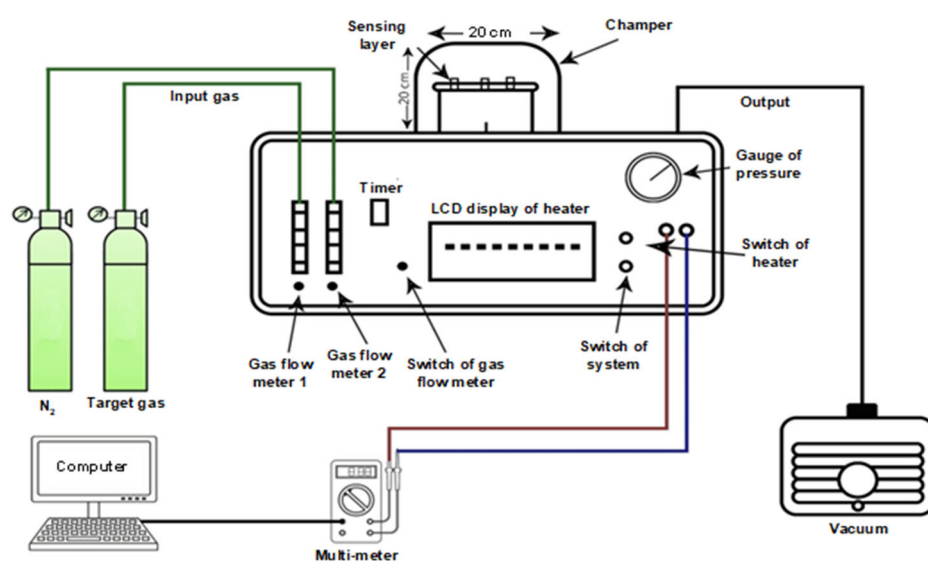 20 cm
Sensing
layer
Champer
20 cm
Input gas
Output
Gauge of
pressure
Timer
LCD display of heater
Switch of
heater
Gas flow
meter 1
Gas flow
meter 2
Switch of gas
flow meter
Switch of
system
N₂
Target gas
Computer
Multi-meter
Vacuum